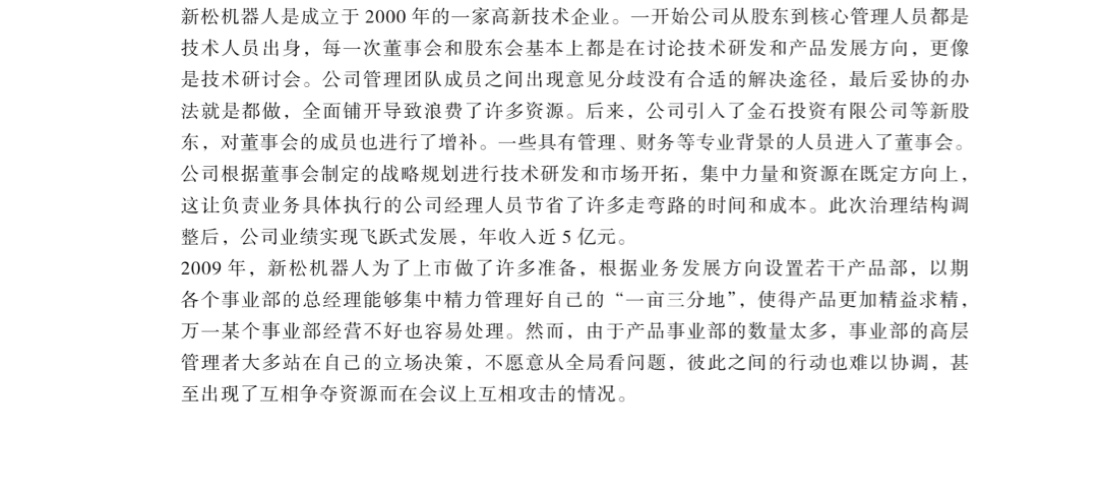 新松机器人是成立于 2000 年的一家高新技术企业。一开始公司从股东到核心管理人员都是
技术人员出身，每一次董事会和股东会基本上都是在讨论技术研发和产品发展方向，更像
是技术研讨会。公司管理团队成员之间出现意见分歧没有合适的解决途径，最后妥协的办
法就是都做，全面铺开导致浪费了许多资源。后来，公司引入了金石投资有限公司等新股
东，对董事会的成员也进行了增补。一些具有管理、财务等专业背景的人员进入了董事会。
公司根据董事会制定的战略规划进行技术研发和市场开拓，集中力量和资源在既定方向上，
这让负责业务具体执行的公司经理人员节省了许多走弯路的时间和成本。此次治理结构调
整后，公司业绩实现飞跃式发展，年收入近 5 亿元。
2009 年，新松机器人为了上市做了许多准备，根据业务发展方向设置若干产品部，以期
各个事业部的总经理能够集中精力管理好自己的“一亩三分地”，使得产品更加精益求精，
万一某个事业部经营不好也容易处理。然而，由于产品事业部的数量太多，事业部的高层
管理者大多站在自己的立场决策，不愿意从全局看问题，彼此之间的行动也难以协调，甚
至出现了互相争夺资源而在会议上互相攻击的情况。